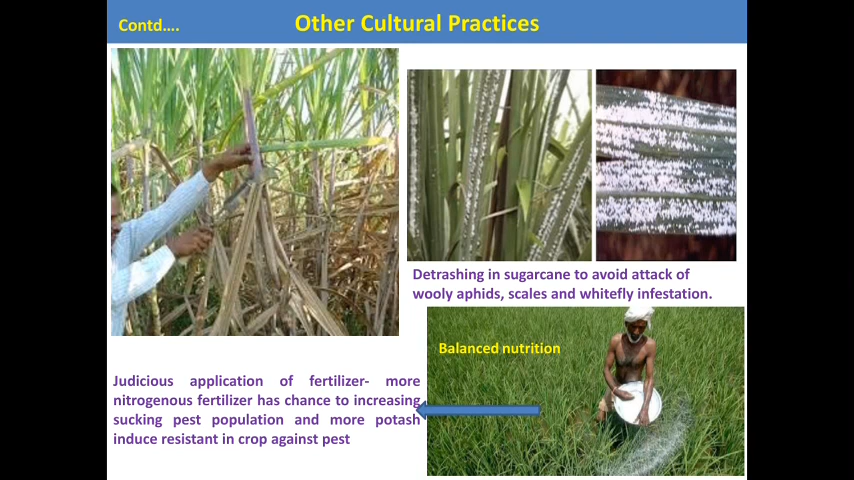 Contd.... Other Cultural Practices
Detrashing in sugarcane to avoid attack of
wooly aphids, scales and whitefly infestation.
Balanced nutrition
Judicious application of fertilizer- more
nitrogenous fertilizer has chance to increasing
sucking pest population and more potash
induce resistant in crop against pest